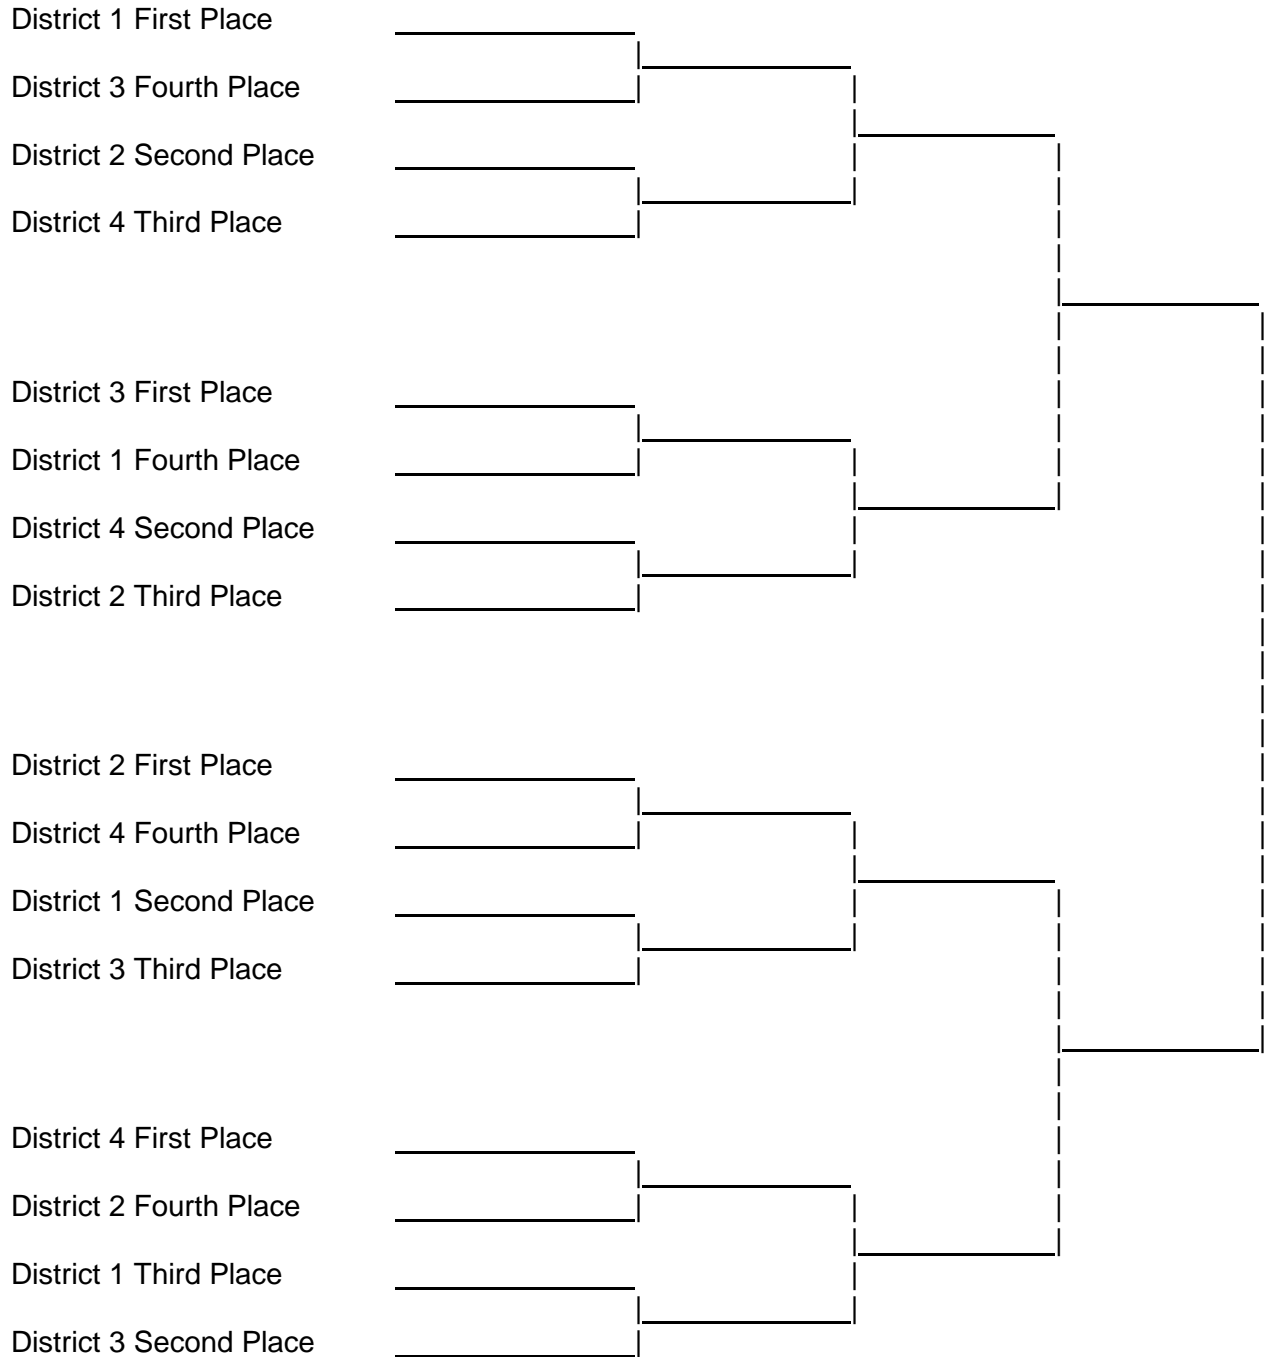 District 1 First Place
District 3 Fourth Place
District 2 Second Place
District 4 Third Place
District 3 First Place
District 1 Fourth Place
District 4 Second Place
District 2 Third Place
District 2 First Place
District 4 Fourth Place
District 1 Second Place
District 3 Third Place
District 4 First Place
District 2 Fourth Place
District 1 Third Place
District 3 Second Place